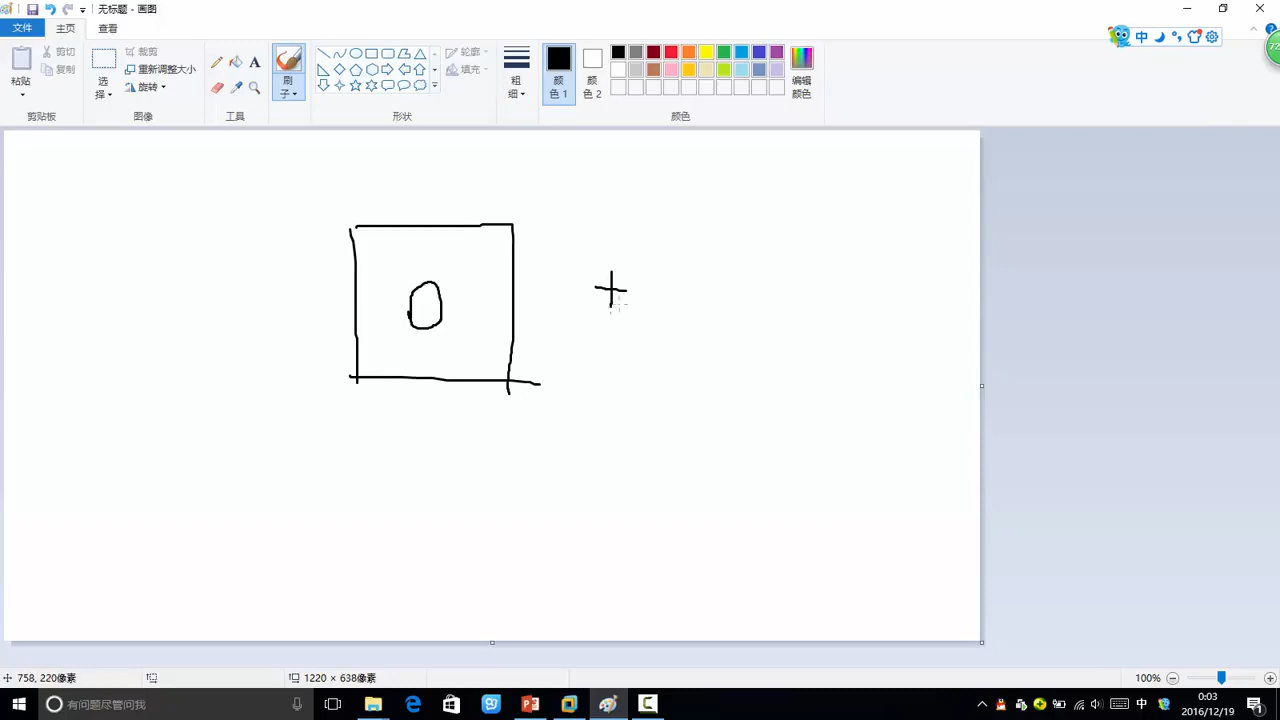 无标题 - 画图
文件 主页 查看
粘贴 剪切 复制 剪贴板
选择 裁剪 重新调整大小 旋转 图像
A 工具
刷子
轮廓 填充 形状
粗细
颜色 1 颜色 2 编辑颜色 颜色
中
72
0 +
758, 220像素 1220 × 638像素 100%
有问题尽管问我
中 0:03
2016/12/19